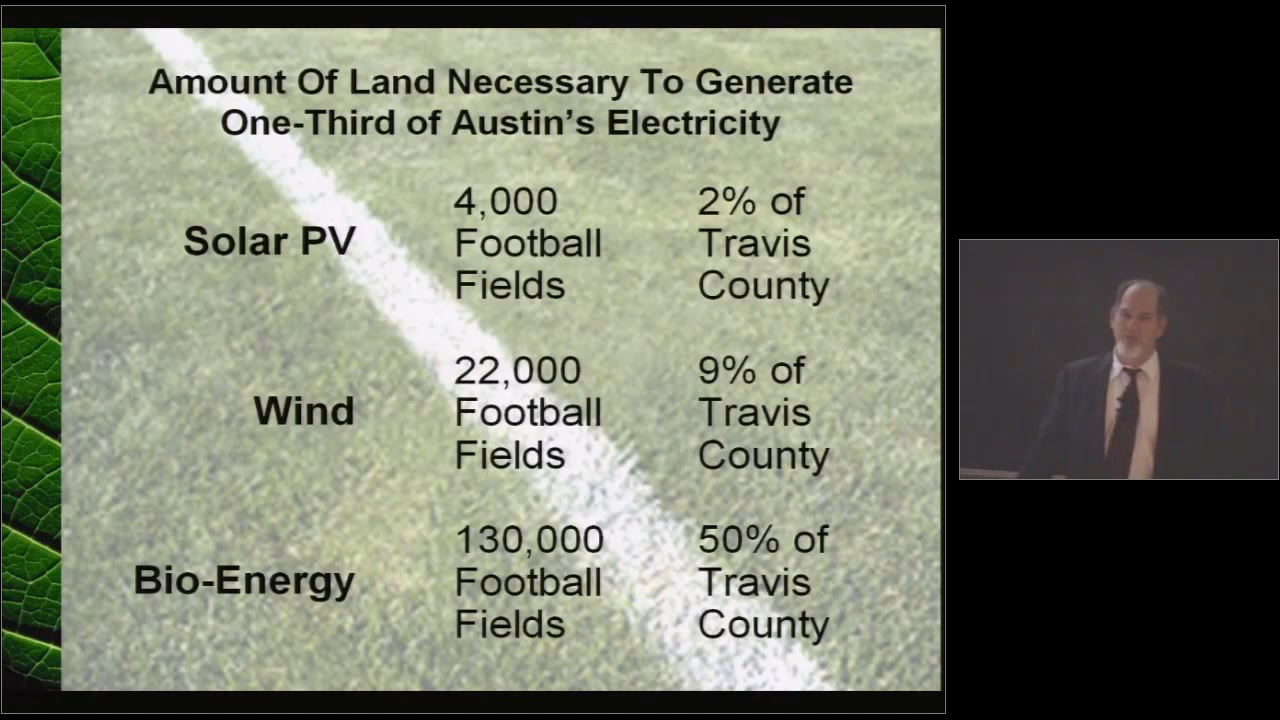 Amount Of Land Necessary To Generate
One-Third of Austin's Electricity
Solar PV
4,000
Football
Fields
2% of
Travis
County
Wind
22,000
Football
Fields
9% of
Travis
County
Bio-Energy
130,000
Football
Fields
50% of
Travis
County